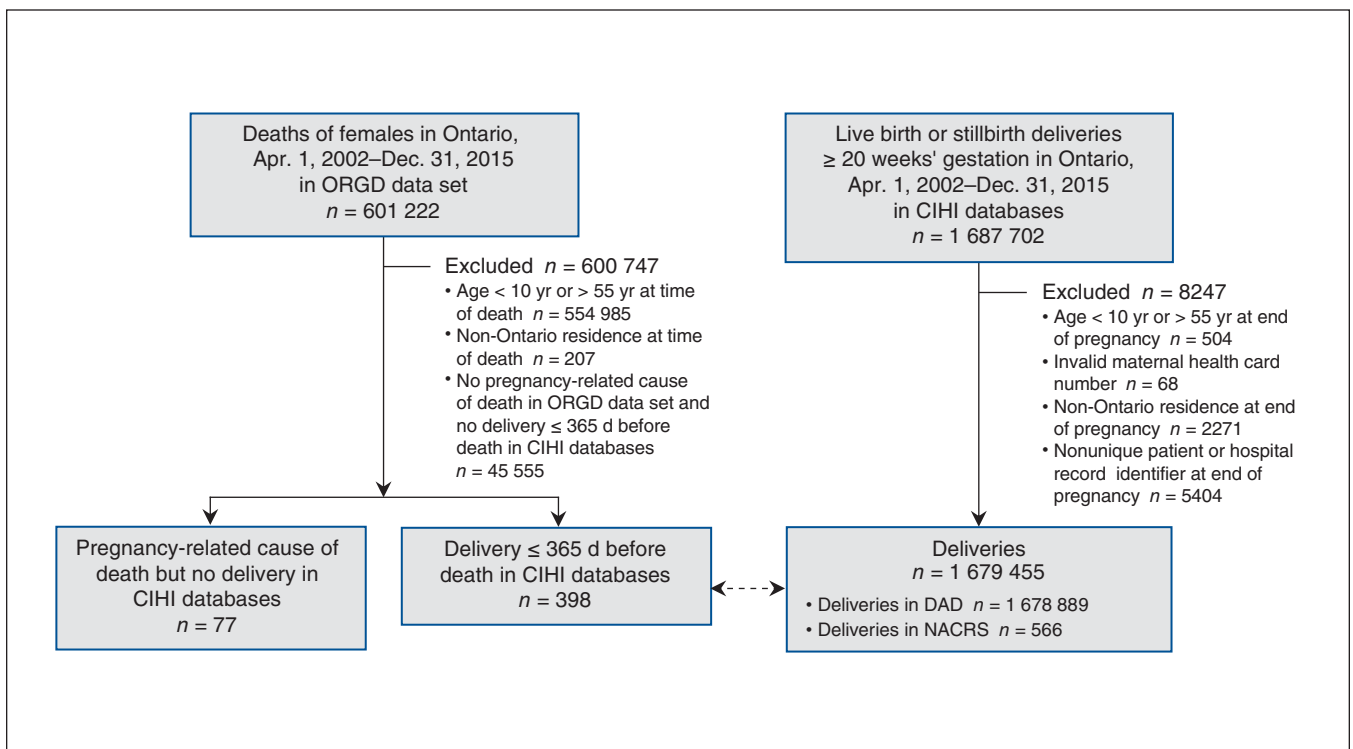 Deaths of females in Ontario,
Apr. 1, 2002–Dec. 31, 2015
in ORGD data set
n = 601 222
Excluded n = 600 747
• Age < 10 yr or > 55 yr at time
of death n = 554 985
• Non-Ontario residence at time
of death n = 207
• No pregnancy-related cause
of death in ORGD data set and
no delivery ≤ 365 d before
death in CIHI databases
n = 45 555
Pregnancy-related cause of
death but no delivery in
CIHI databases
n = 77
Delivery ≤ 365 d before
death in CIHI databases
n = 398
Live birth or stillbirth deliveries
≥ 20 weeks' gestation in Ontario,
Apr. 1, 2002–Dec. 31, 2015
in CIHI databases
n = 1 687 702
Excluded n = 8247
• Age < 10 yr or > 55 yr at end
of pregnancy n = 504
• Invalid maternal health card
number n = 68
• Non-Ontario residence at end
of pregnancy n = 2271
• Nonunique patient or hospital
record identifier at end of
pregnancy n = 5404
Deliveries
n = 1 679 455
• Deliveries in DAD n = 1 678 889
• Deliveries in NACRS n = 566